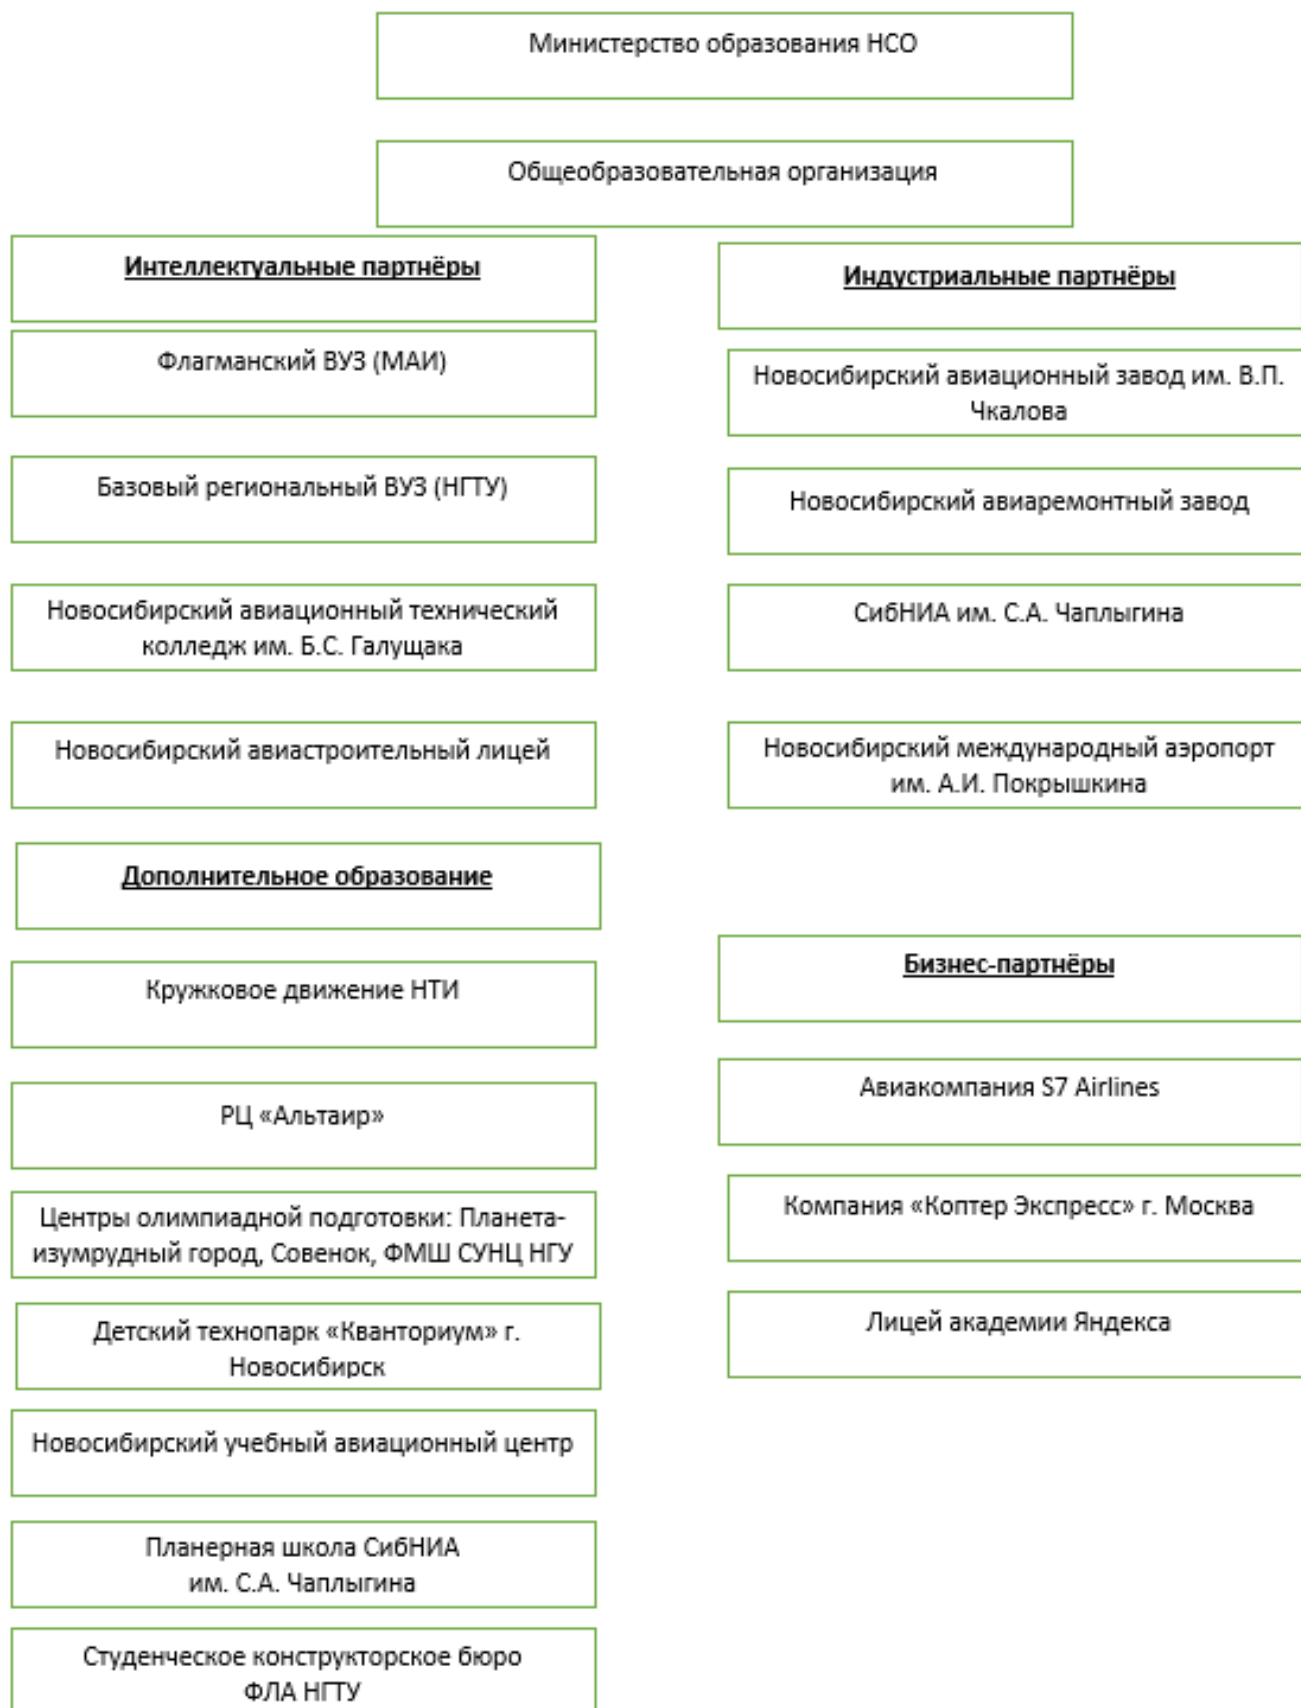 Министерство образования НСО
Общеобразовательная организация
Интеллектуальные партнёры
Флагманский ВУЗ (МАИ)
Базовый региональный ВУЗ (НГТУ)
Новосибирский авиационный технический
колледж им. Б.С. Галущака
Новосибирский авиастроительный лицей
Дополнительное образование
Кружковое движение НТИ
РЦ «Альтаир»
Центры олимпиадной подготовки: Планета-
изумрудный город, Совенок, ФМШ СУНЦ НГУ
Детский технопарк «Кванториум» г.
Новосибирск
Новосибирский учебный авиационный центр
Планерная школа СибНИА
им. С.А. Чаплыгина
Студенческое конструкторское бюро
ФЛА НГТУ
Индустриальные партнёры
Новосибирский авиационный завод им. В.П.
Чкалова
Новосибирский авиаремонтный завод
СибНИА им. С.А. Чаплыгина
Новосибирский международный аэропорт
им. А.И. Покрышкина
Бизнес-партнёры
Авиакомпания S7 Airlines
Компания «Коптер Экспресс» г. Москва
Лицей академии Яндекса